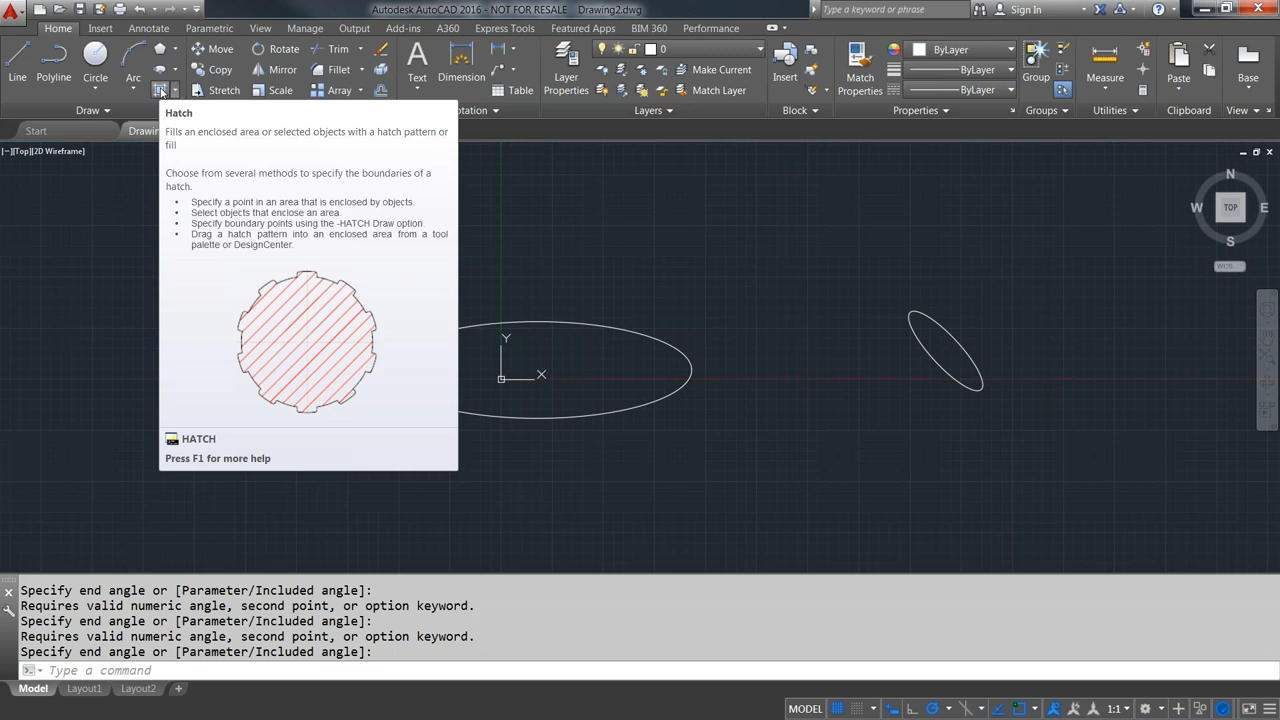 Autodesk AutoCAD 2016 - NOT FOR RESALE Drawing2.dwg
Type a keyword or phrase
Sign In
Home Insert Annotate Parametric View Manage Output Add-ins A360 Express Tools Featured Apps BIM 360 Performance
Line Polyline Circle Arc
Move Rotate Trim
Copy Mirror Fillet
Stretch Scale Array
Text Dimension
Table
Layer
Properties
0
Make Current
Match Layer
Insert
Match
Properties
ByLayer
ByLayer
ByLayer
Group
Measure
Paste
Base
Draw
Layers
Block
Properties
Groups
Utilities
Clipboard
View
Start
[−][Top][2D Wireframe]
Hatch
Fills an enclosed area or selected objects with a hatch pattern or
fill
Choose from several methods to specify the boundaries of a
hatch.
• Specify a point in an area that is enclosed by objects.
• Select objects that enclose an area.
• Specify boundary points using the -HATCH Draw option.
• Drag a hatch pattern into an enclosed area from a tool
palette or DesignCenter.
HATCH
Press F1 for more help
Y
X
N
W TOP E
S
WCS
Specify end angle or [Parameter/Included angle]:
Requires valid numeric angle, second point, or option keyword.
Specify end angle or [Parameter/Included angle]:
Requires valid numeric angle, second point, or option keyword.
Specify end angle or [Parameter/Included angle]:
Type a command
Model Layout1 Layout2 +
MODEL
1:1